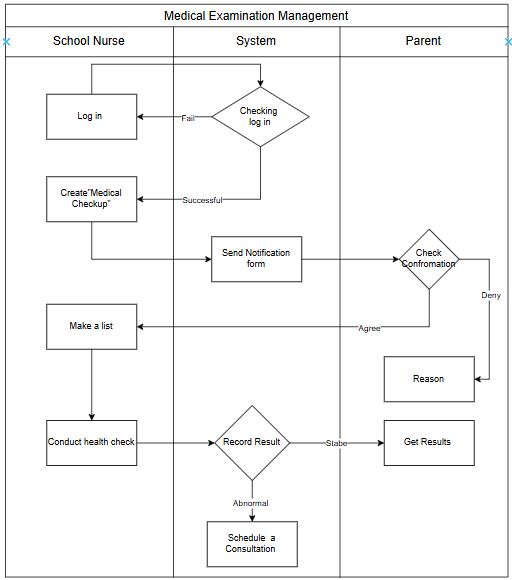 Medical Examination Management
School Nurse
System
Parent
Log in
Checking
log in
Fail
Create"Medical
Checkup"
Successful
Send Notification
form
Check
Confromation
Deny
Make a list
Agree
Reason
Conduct health check
Record Result
Stabe
Get Results
Abnormal
Schedule a
Consultation